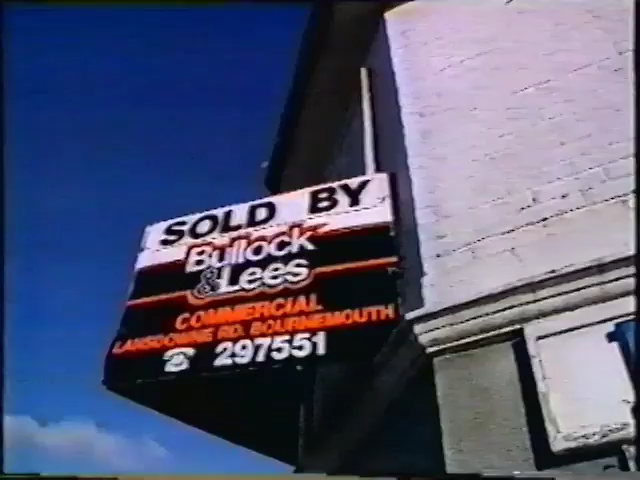 SOLD BY
Bullock
& Lees
COMMERCIAL
LANSDOWNE RD. BOURNEMOUTH
297551